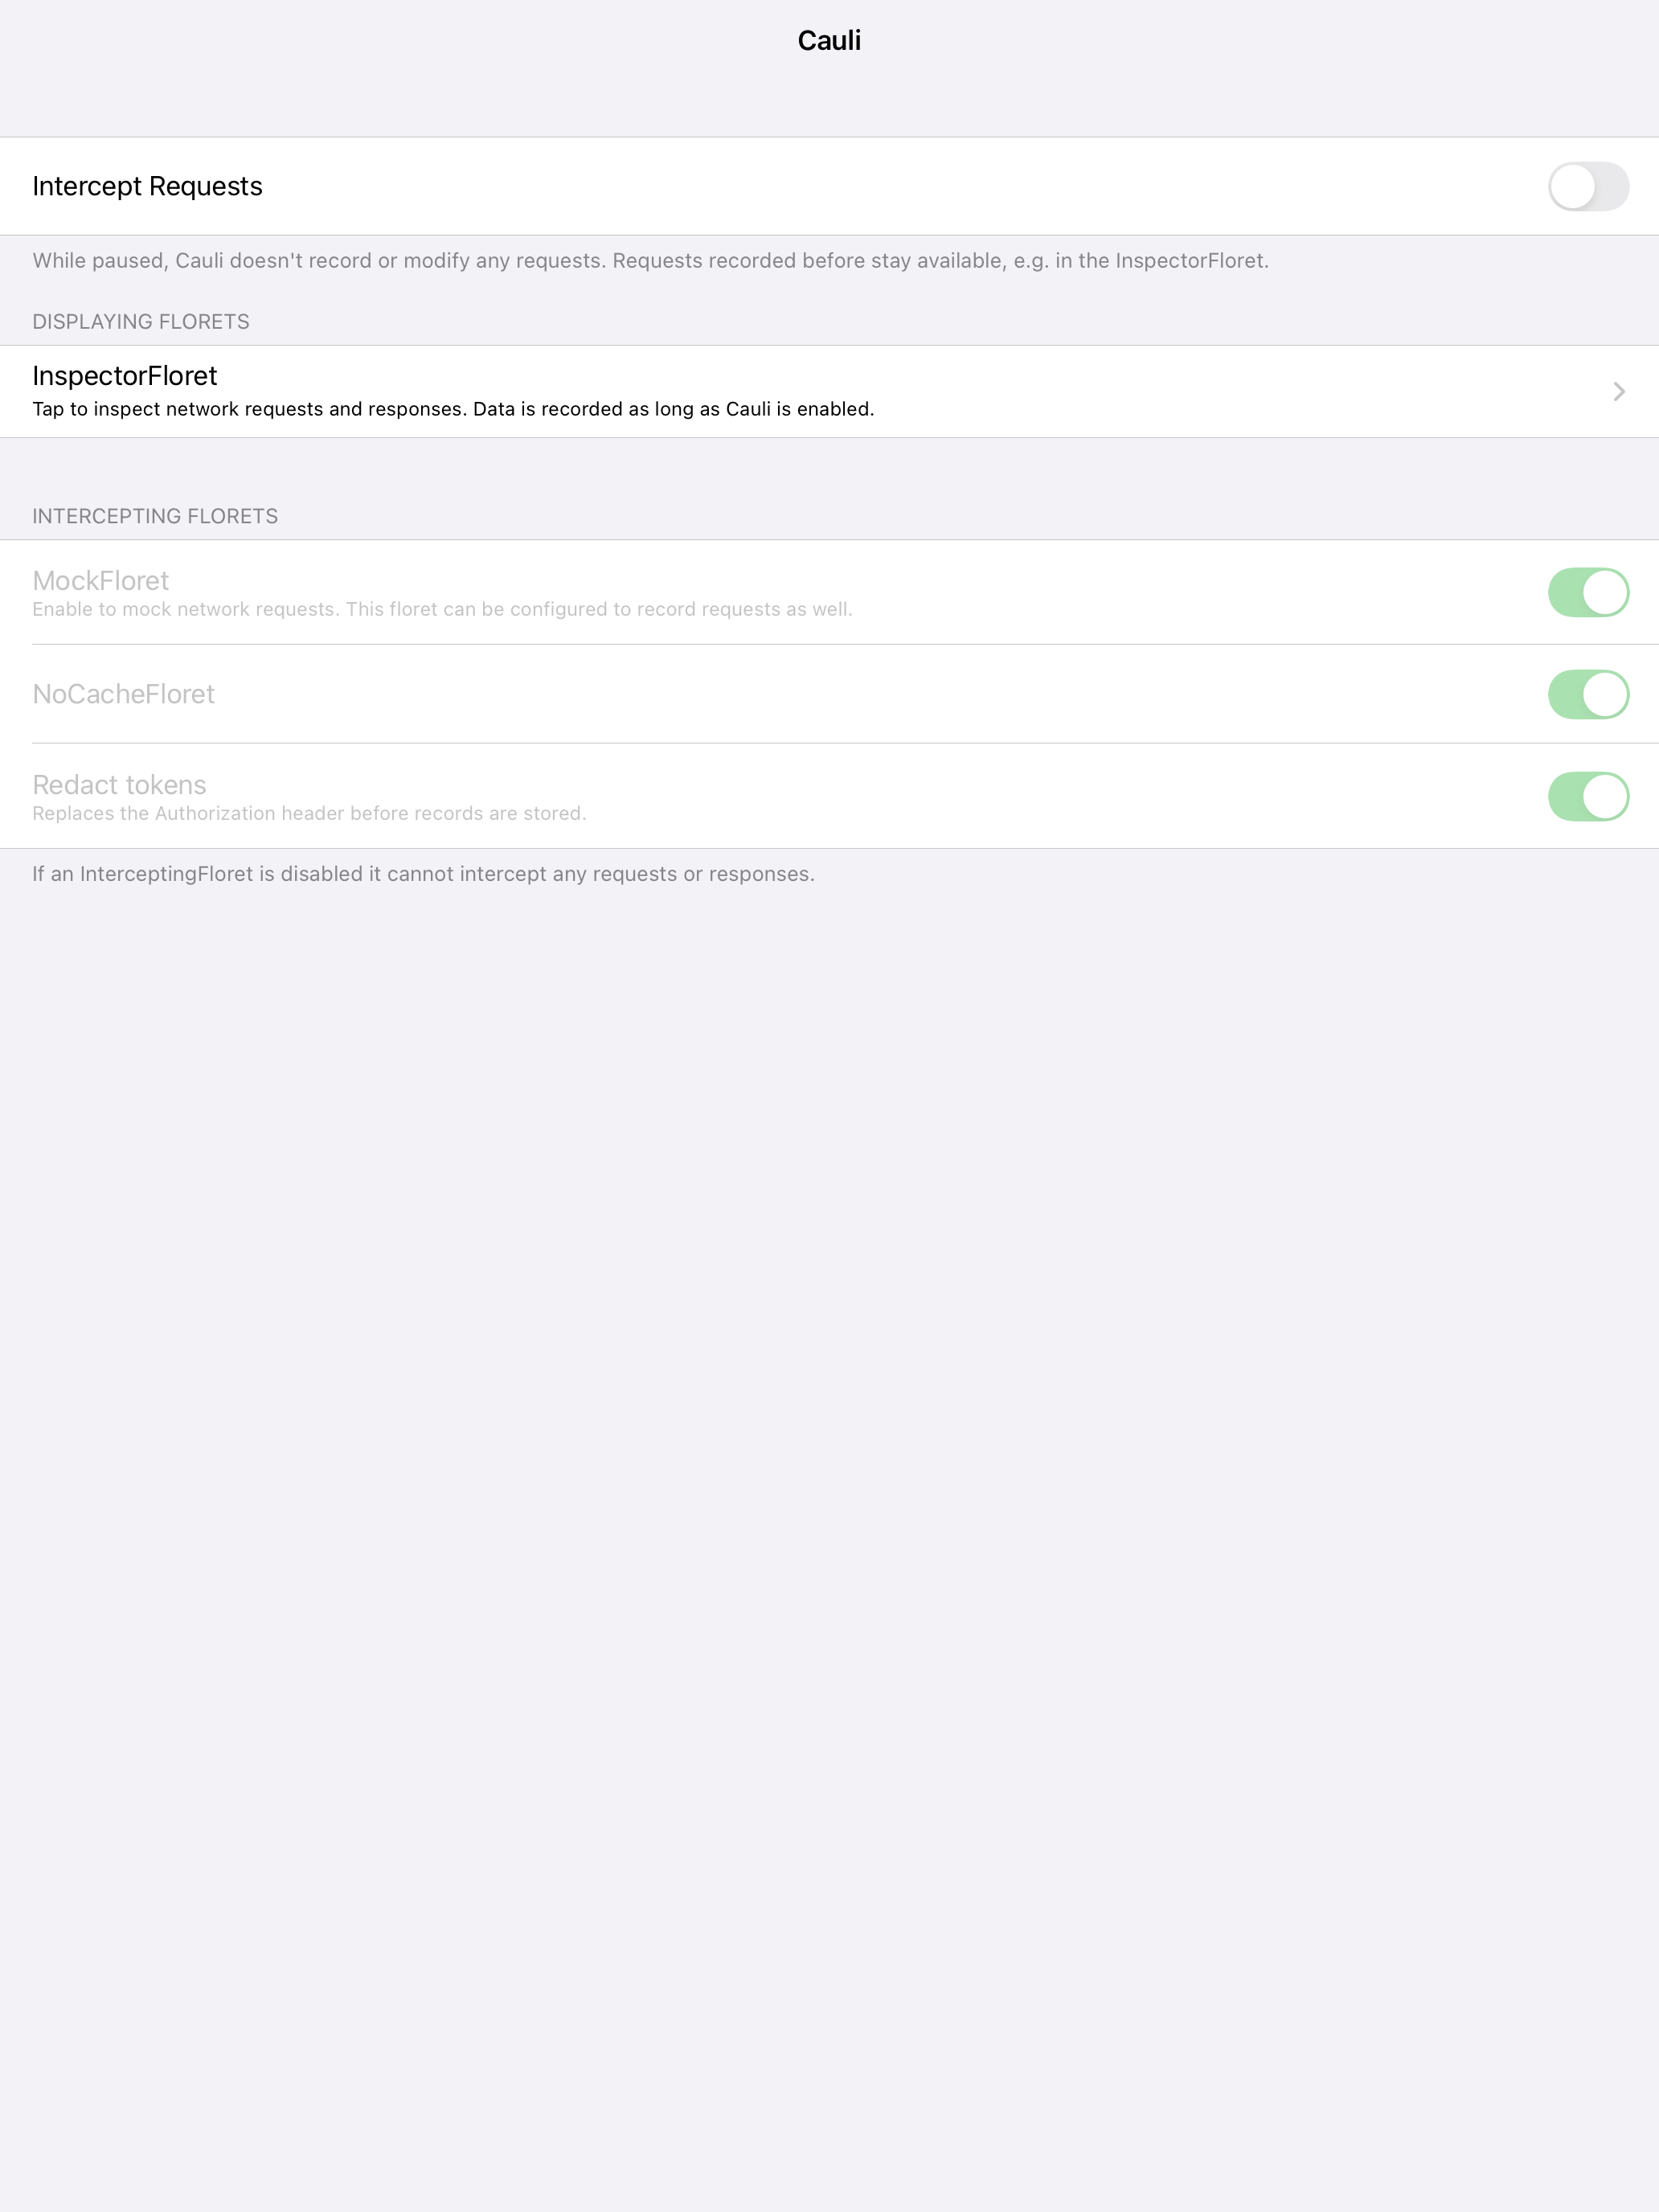 Cauli
Intercept Requests
While paused, Cauli doesn't record or modify any requests. Requests recorded before stay available, e.g. in the InspectorFloret.
DISPLAYING FLORETS
InspectorFloret
Tap to inspect network requests and responses. Data is recorded as long as Cauli is enabled.
INTERCEPTING FLORETS
MockFloret
Enable to mock network requests. This floret can be configured to record requests as well.
NoCacheFloret
Redact tokens
Replaces the Authorization header before records are stored.
If an InterceptingFloret is disabled it cannot intercept any requests or responses.